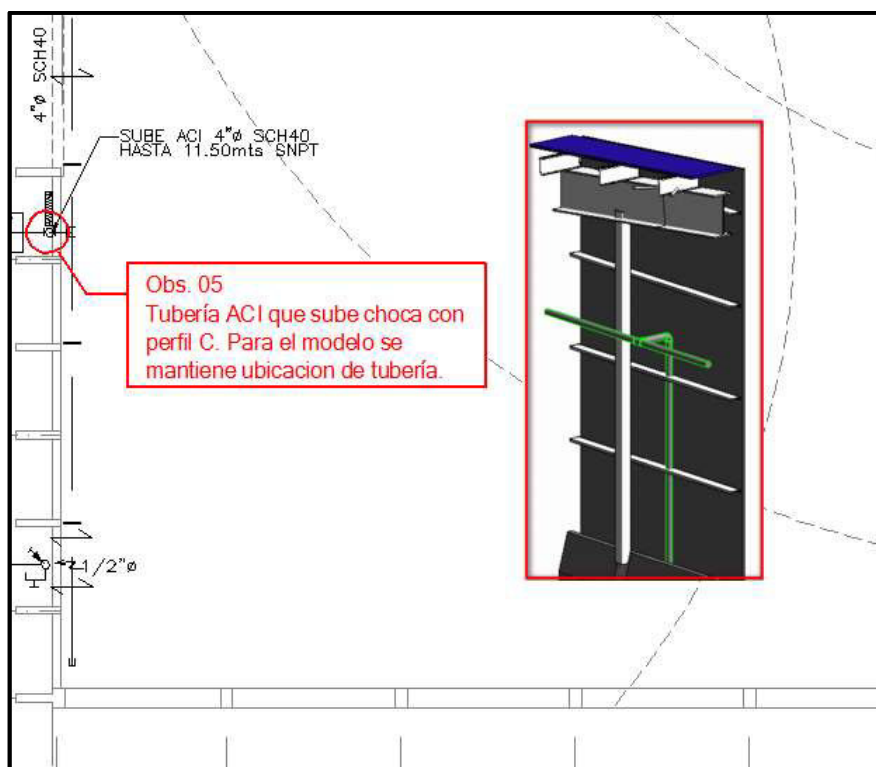 4"ø SCH40
SUBE ACI 4"ø SCH40
HASTA 11.50mts SNPT
Obs. 05
Tubería ACI que sube choca con
perfil C. Para el modelo se
mantiene ubicacion de tubería.
1/2"ø